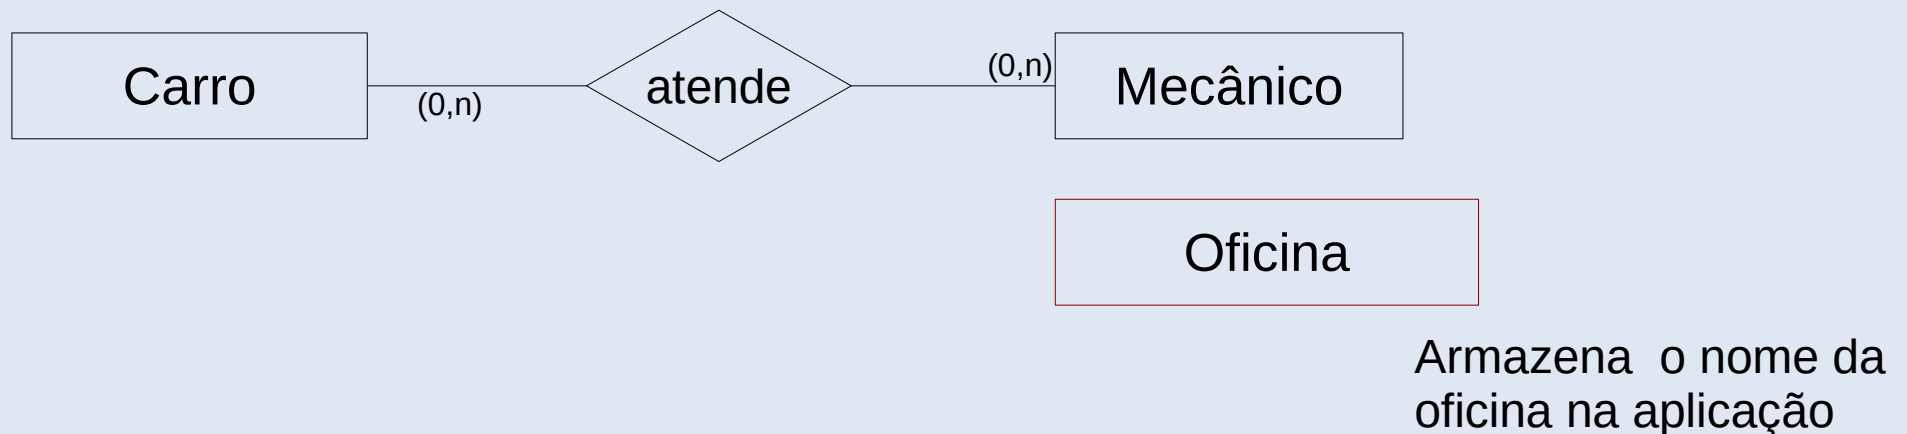 Carro
(0,n)
atende
(0,n)
Mecânico
Oficina
Armazena o nome da
oficina na aplicação